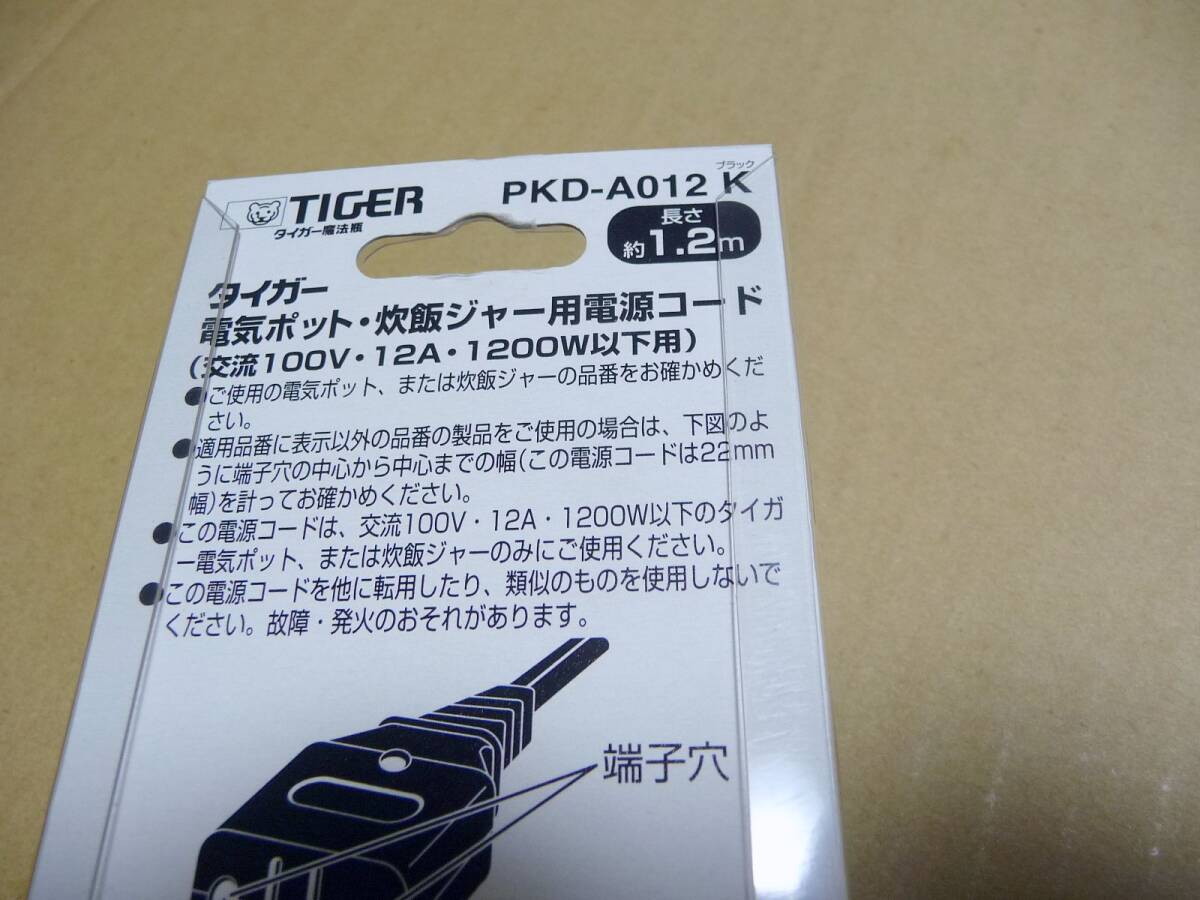 TIGER
タイガー魔法瓶
PKD-A012 K
ブラック
長さ
約1.2m
タイガー
電気ポット・炊飯ジャー用電源コード
(交流100V・12A・1200W以下用)
●ご使用の電気ポット、または炊飯ジャーの品番をお確かめくだ
さい。
●適用品番に表示以外の品番の製品をご使用の場合は、下図のよ
うに端子穴の中心から中心までの幅(この電源コードは22mm
幅)を計ってお確かめください。
●この電源コードは、交流100V・12A・1200W以下のタイガ
ー電気ポット、または炊飯ジャーのみにご使用ください。
●この電源コードを他に転用したり、類似のものを使用しないで
ください。故障・発火のおそれがあります。
端子穴